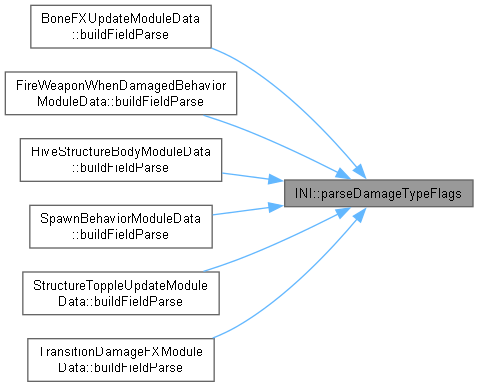 BoneFXUpdateModuleData
::buildFieldParse
FireWeaponWhenDamagedBehavior
ModuleData::buildFieldParse
HiveStructureBodyModuleData
::buildFieldParse
INI::parseDamageTypeFlags
SpawnBehaviorModuleData
::buildFieldParse
StructureToppleUpdateModule
Data::buildFieldParse
TransitionDamageFXModule
Data::buildFieldParse